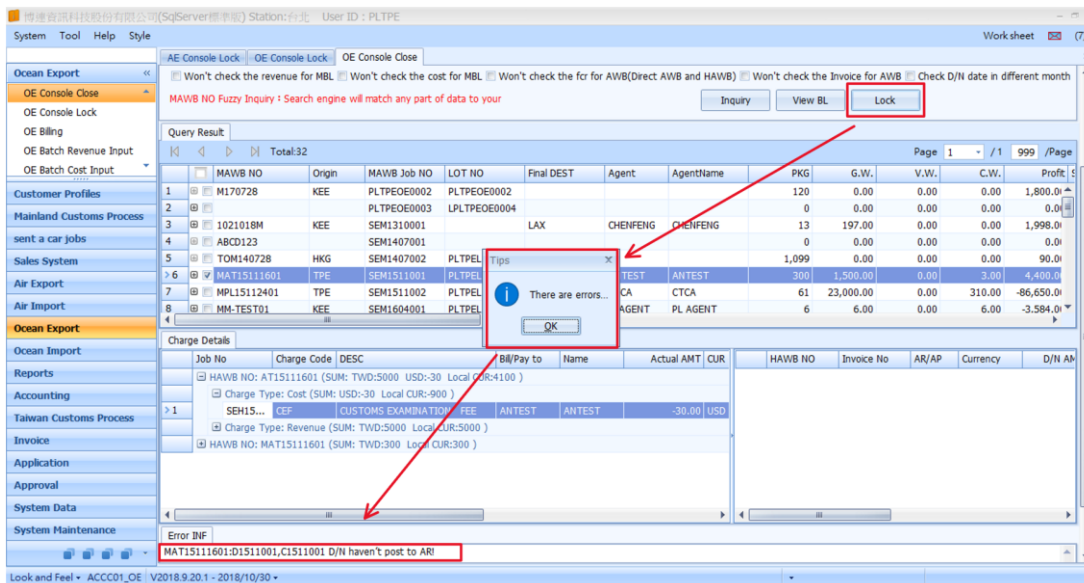 博連資訊科技股份有限公司(SqlServer標準版) Station:台北 User ID : PLTPE
System Tool Help Style Work sheet (7)
AE Console Lock OE Console Lock OE Console Close
Ocean Export «
Won't check the revenue for MBL Won't check the cost for MBL Won't check the fcr for AWB(Direct AWB and HAWB) Won't check the Invoice for AWB Check D/N date in different month
OE Console Close
MAWB NO Fuzzy Inquiry : Search engine will match any part of data to your Inquiry View BL Lock
OE Console Lock
OE Billing
Query Result
OE Batch Revenue Input
Total:32 Page 1 / 1 999 /Page
OE Batch Cost Input
MAWB NO Origin MAWB Job NO LOT NO Final DEST Agent AgentName PKG G.W. V.W. C.W. Profit S
1 M170728 KEE PLTPEOE0002 PLTPEOE0002 120 0.00 0.00 0.00 1,800.0
2 PLTPEOE0003 LPLTPEOE0004 0 0.00 0.00 0.00 0.0
3 1021018M KEE SEM1310001 LAX CHENFENG CHENFENG 13 197.00 0.00 0.00 1,998.0
4 ABCD123 SEM1407001 0 0.00 0.00 0.00 0.0
5 TOM140728 HKG SEM1407002 PLTPEL 1,099 0.00 0.00 0.00 90.0
>6 MAT15111601 TPE SEM1511001 PLTPEL TEST ANTEST 300 1,500.00 0.00 3.00 4,400.0
7 MPL15112401 TPE SEM1511002 PLTPEL CA CTCA 61 23,000.00 0.00 310.00 -86,650.0
8 MM-TEST01 KEE SEM1604001 PLTPEL AGENT PL AGENT 6 6.00 0.00 6.00 -3.584.0
Customer Profiles
Mainland Customs Process
sent a car jobs
Sales System
Air Export
Air Import
Ocean Export
Ocean Import
Reports
Accounting
Taiwan Customs Process
Invoice
Application
Approval
System Data
System Maintenance
Tips x
There are errors...
OK
Charge Details
Job No Charge Code DESC Bill/Pay to Name Actual AMT CUR HAWB NO Invoice No AR/AP Currency D/N AM
HAWB NO: AT15111601 (SUM: TWD:5000 USD:-30 Local CUR:4100 )
Charge Type: Cost (SUM: USD:-30 Local CUR:-900 )
>1 SEH15... CEF CUSTOMS EXAMINATION FEE ANTEST ANTEST -30.00 USD
Charge Type: Revenue (SUM: TWD:5000 Local CUR:5000 )
HAWB NO: MAT15111601 (SUM: TWD:300 Local CUR:300 )
Error INF
MAT15111601:D1511001,C1511001 D/N haven't post to AR!
Look and Feel ACCC01_OE V2018.9.20.1 - 2018/10/30